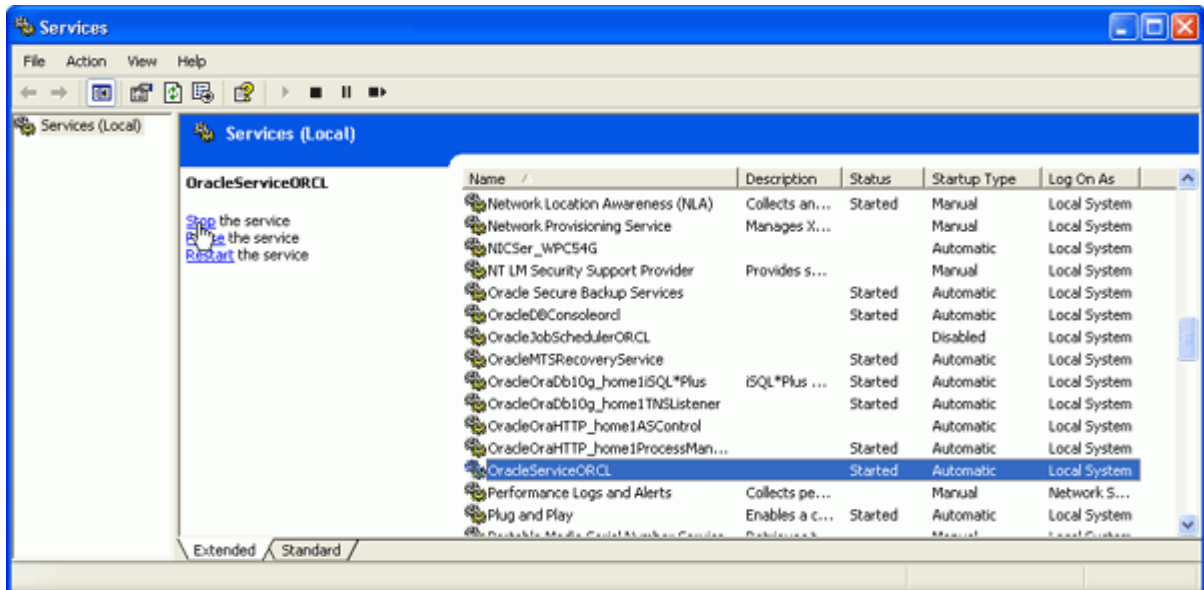 Services
File Action View Help
Services (Local)
Services (Local)
OracleServiceORCL
Stop the service
the service
Restart the service
Name Description Status Startup Type Log On As
Network Location Awareness (NLA) Collects an... Started Manual Local System
Network Provisioning Service Manages X... Manual Local System
NICSer_WPC54G Automatic Local System
NT LM Security Support Provider Provides s... Manual Local System
Oracle Secure Backup Services Started Automatic Local System
OracleDBConsoleorcl Started Automatic Local System
OracleJobSchedulerORCL Disabled Local System
OracleMTSRecoveryService Started Automatic Local System
OracleOraDb10g_home1iSQL*Plus iSQL*Plus ... Started Automatic Local System
OracleOraDb10g_home1TNSListener Started Automatic Local System
OracleOraHTTP_home1ASControl Automatic Local System
OracleOraHTTP_home1ProcessMan... Started Automatic Local System
OracleServiceORCL Started Automatic Local System
Performance Logs and Alerts Collects pe... Manual Network S...
Plug and Play Enables a c... Started Automatic Local System
Extended Standard